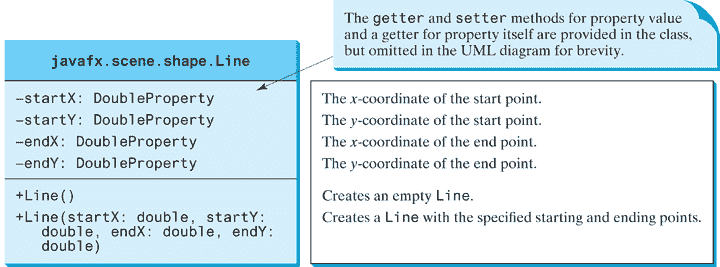 The getter and setter methods for property value
and a getter for property itself are provided in the class,
but omitted in the UML diagram for brevity.
javafx.scene.shape.Line
–startX: DoubleProperty
–startY: DoubleProperty
–endX: DoubleProperty
–endY: DoubleProperty
The x-coordinate of the start point.
The y-coordinate of the start point.
The x-coordinate of the end point.
The y-coordinate of the end point.
+Line()
+Line(startX: double, startY:
double, endX: double, endY:
double)
Creates an empty Line.
Creates a Line with the specified starting and ending points.